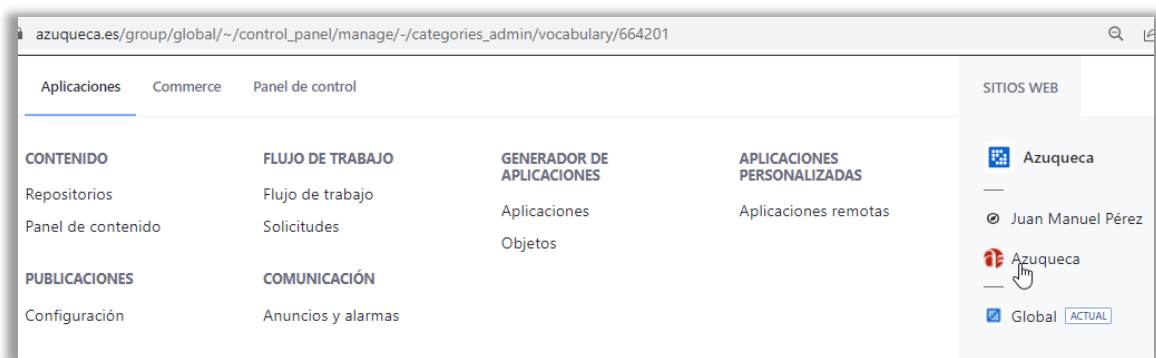 azuqueca.es/group/global/~/control_panel/manage/-/categories_admin/vocabulary/664201
Aplicaciones Commerce Panel de control
CONTENIDO
Repositorios
Panel de contenido
FLUJO DE TRABAJO
Flujo de trabajo
Solicitudes
GENERADOR DE
APLICACIONES
Aplicaciones
Objetos
APLICACIONES
PERSONALIZADAS
Aplicaciones remotas
PUBLICACIONES
Configuración
COMUNICACIÓN
Anuncios y alarmas
SITIOS WEB
Azuqueca
Juan Manuel Pérez
Azuqueca
Global ACTUAL